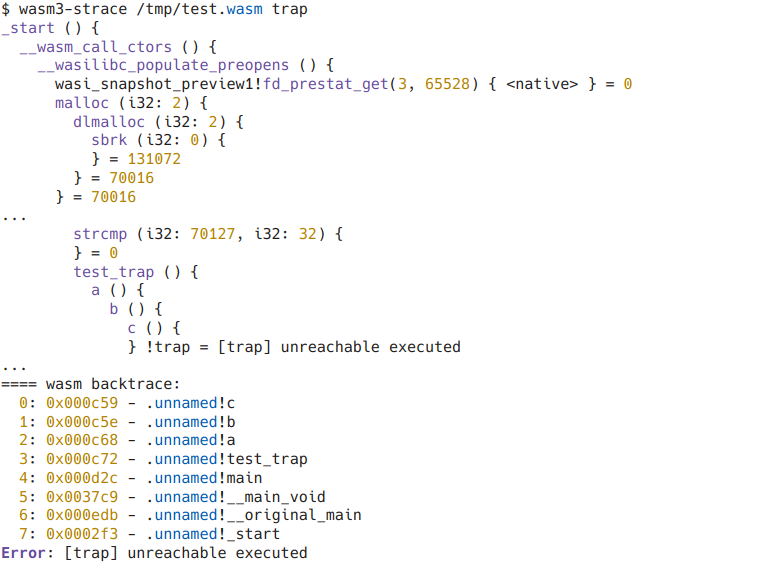 $ wasm3-strace /tmp/test.wasm trap
_start () {
  __wasm_call_ctors () {
    __wasilibc_populate_preopens () {
      wasi_snapshot_preview1!fd_prestat_get(3, 65528) { <native> } = 0
      malloc (i32: 2) {
        dlmalloc (i32: 2) {
          sbrk (i32: 0) {
          } = 131072
        } = 70016
      } = 70016
...
        strcmp (i32: 70127, i32: 32) {
        } = 0
        test_trap () {
          a () {
            b () {
              c () {
              } !trap = [trap] unreachable executed
...
==== wasm backtrace:
  0: 0x000c59 - .unnamed!c
  1: 0x000c5e - .unnamed!b
  2: 0x000c68 - .unnamed!a
  3: 0x000c72 - .unnamed!test_trap
  4: 0x000d2c - .unnamed!main
  5: 0x0037c9 - .unnamed!__main_void
  6: 0x000edb - .unnamed!__original_main
  7: 0x0002f3 - .unnamed!_start
Error: [trap] unreachable executed